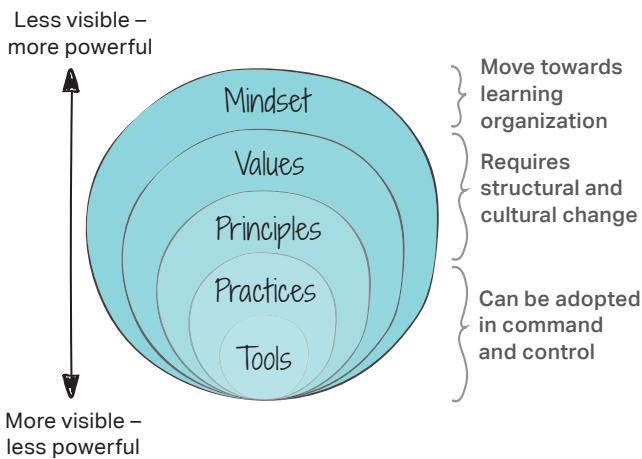 Less visible –
more powerful
Mindset
Values
Principles
Practices
Tools
More visible –
less powerful
Move towards
learning
organization
Requires
structural and
cultural change
Can be adopted
in command
and control